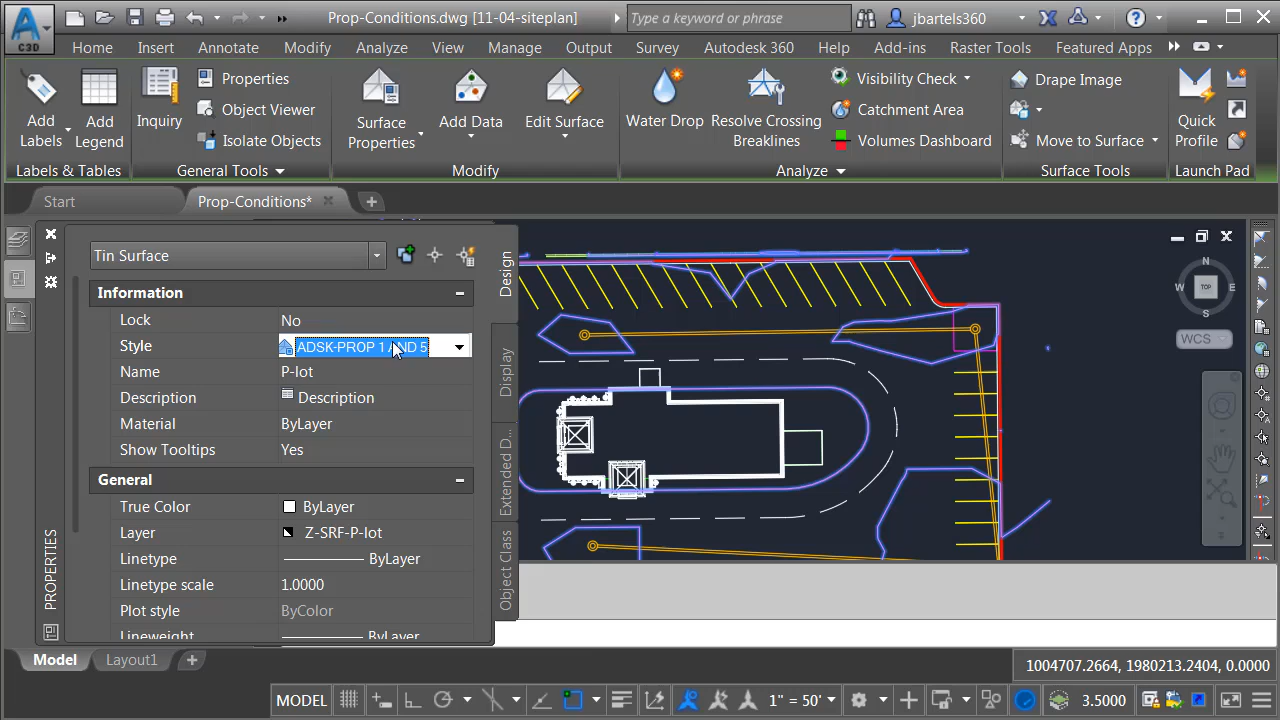 Prop-Conditions.dwg [11-04-siteplan]
Type a keyword or phrase
jbartels360
C3D
Home Insert Annotate Modify Analyze View Manage Output Survey Autodesk 360 Help Add-ins Raster Tools Featured Apps
Add Labels
Add Legend
Labels & Tables
Inquiry
Properties
Object Viewer
Isolate Objects
General Tools
Surface Properties
Add Data
Edit Surface
Modify
Water Drop
Resolve Crossing Breaklines
Visibility Check
Catchment Area
Volumes Dashboard
Analyze
Drape Image
Move to Surface
Surface Tools
Quick Profile
Launch Pad
Start
Prop-Conditions*
Tin Surface
Information
Lock No
Style ADSK-PROP 1 AND 5
Name P-lot
Description Description
Material ByLayer
Show Tooltips Yes
General
True Color ByLayer
Layer Z-SRF-P-lot
Linetype ByLayer
Linetype scale 1.0000
Plot style ByColor
Lineweight ByLayer
PROPERTIES
Design
Display
Extended D...
Object Class
N
W TOP E
S
WCS
Model Layout1
1004707.2664, 1980213.2404, 0.0000
MODEL
1" = 50'
3.5000